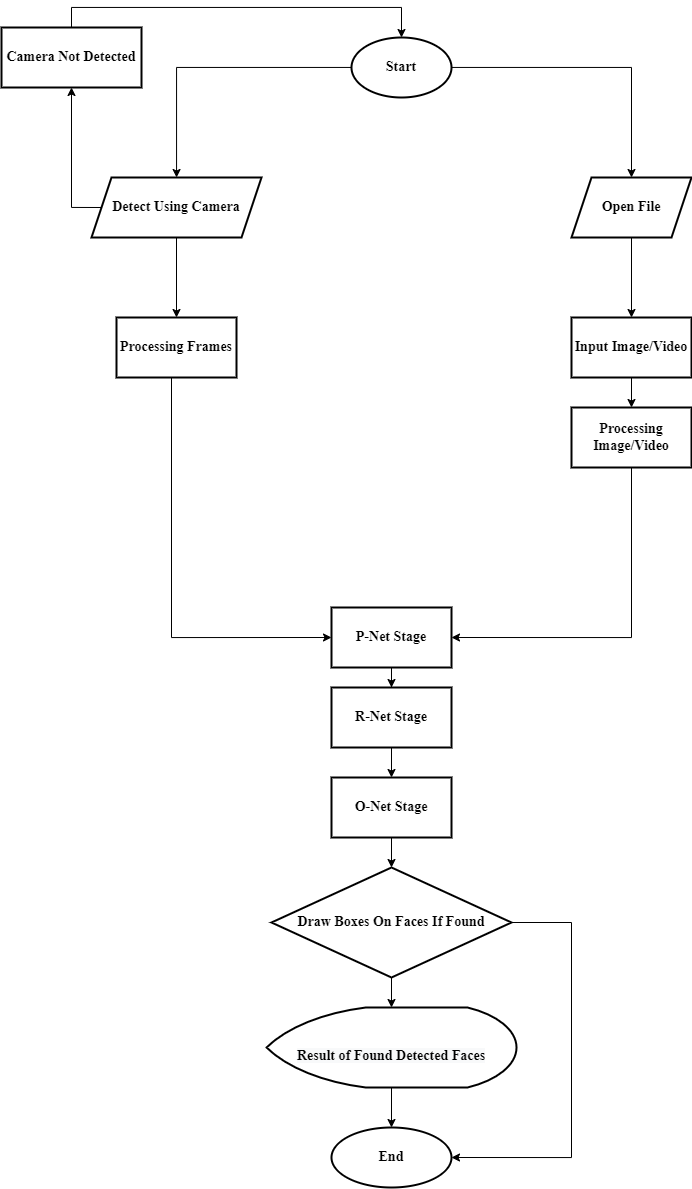 Camera Not Detected
Start
Detect Using Camera
Open File
Processing Frames
Input Image/Video
Processing
Image/Video
P-Net Stage
R-Net Stage
O-Net Stage
Draw Boxes On Faces If Found
Result of Found Detected Faces
End